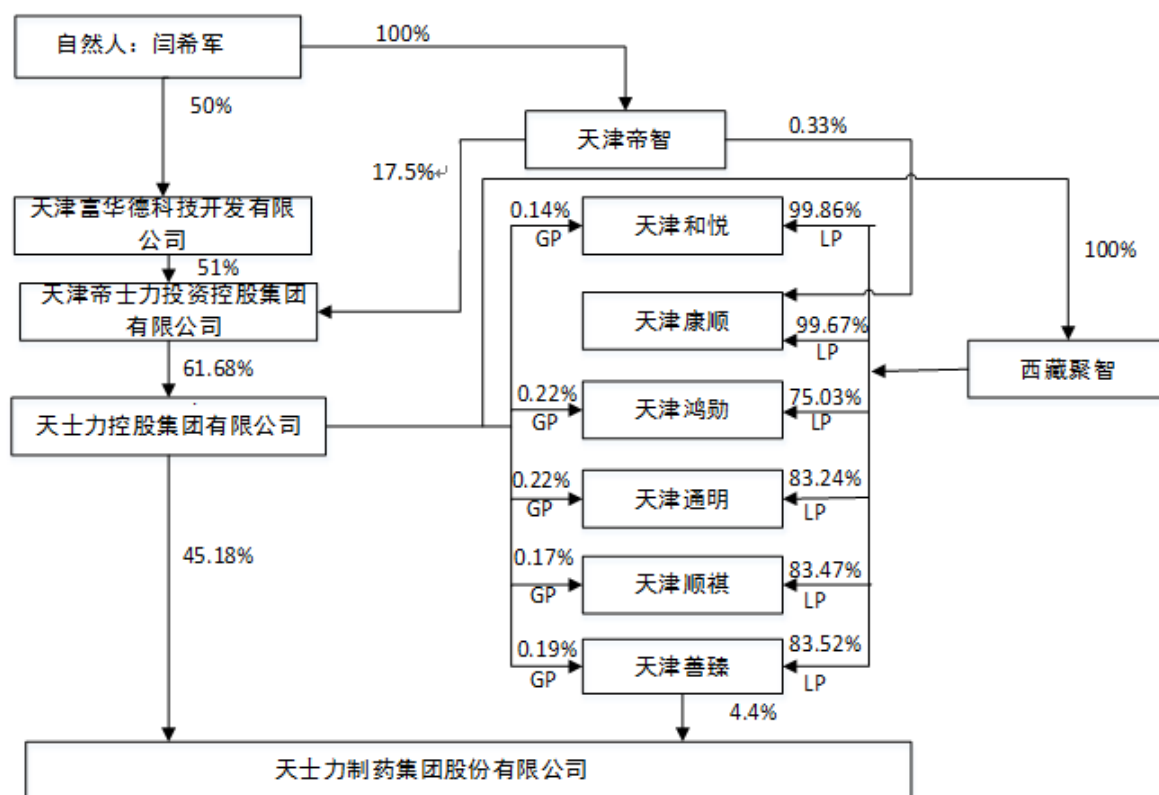 自然人：闫希军
100%
50%
天津帝智
0.33%
17.5%↵
天津富华德科技开发有限
公司
0.14%
GP
天津和悦
99.86%
LP
100%
51%
天津帝士力投资控股集团
有限公司
天津康顺
99.67%
LP
西藏聚智
61.68%
天士力控股集团有限公司
0.22%
GP
天津鸿勋
75.03%
LP
0.22%
GP
天津通明
83.24%
LP
45.18%
0.17%
GP
天津顺祺
83.47%
LP
0.19%
GP
天津善臻
83.52%
LP
4.4%
天士力制药集团股份有限公司